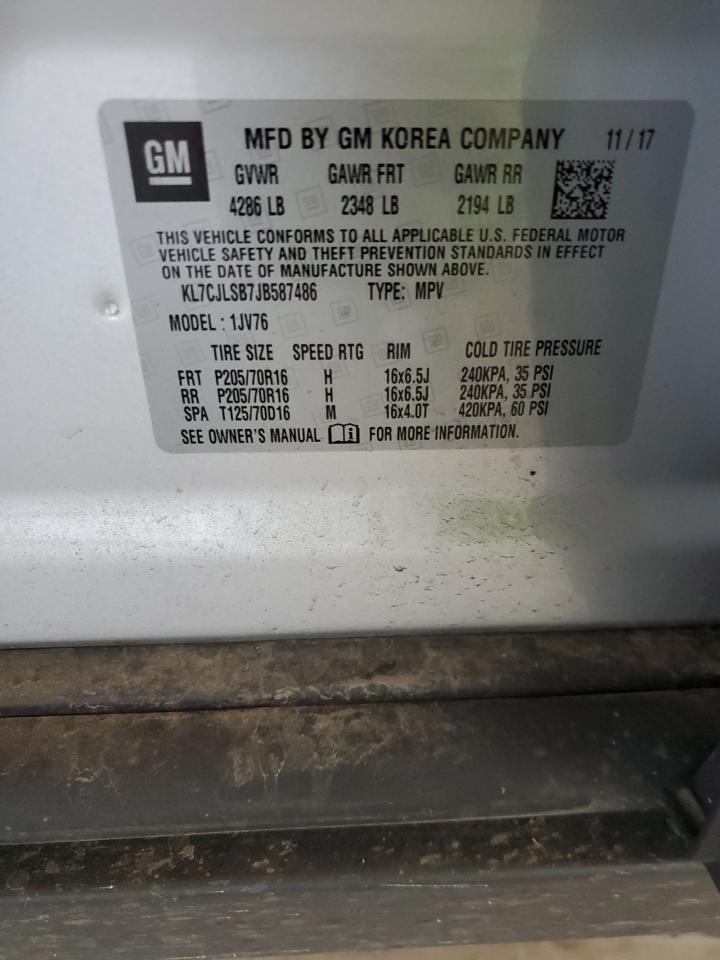 GM MFD BY GM KOREA COMPANY 11/17
GVWR GAWR FRT GAWR RR
4286 LB 2348 LB 2194 LB
THIS VEHICLE CONFORMS TO ALL APPLICABLE U.S. FEDERAL MOTOR
VEHICLE SAFETY AND THEFT PREVENTION STANDARDS IN EFFECT
ON THE DATE OF MANUFACTURE SHOWN ABOVE.
KL7CJLSB7JB587486 TYPE: MPV
MODEL : 1JV76
TIRE SIZE SPEED RTG RIM COLD TIRE PRESSURE
FRT P205/70R16 H 16x6.5J 240KPA, 35 PSI
RR P205/70R16 H 16x6.5J 240KPA, 35 PSI
SPA T125/70D16 M 16x4.0T 420KPA, 60 PSI
SEE OWNER'S MANUAL FOR MORE INFORMATION.